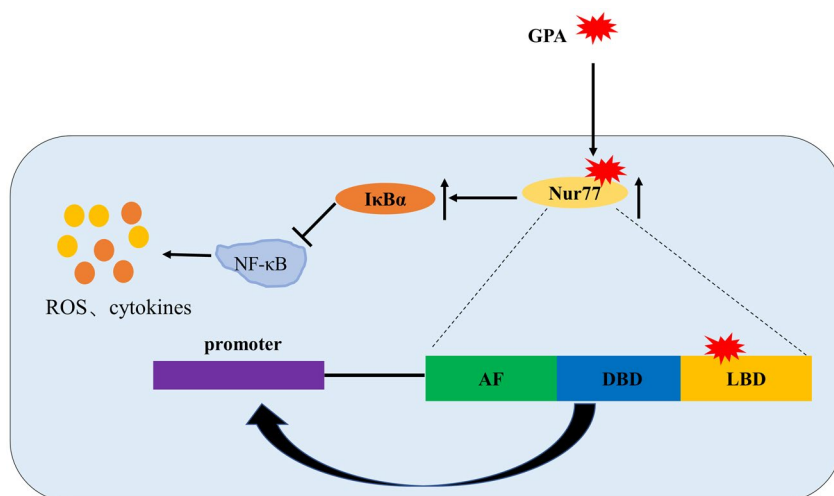 GPA
Nur77
IκBα
NF-κB
ROS、cytokines
promoter
AF
DBD
LBD